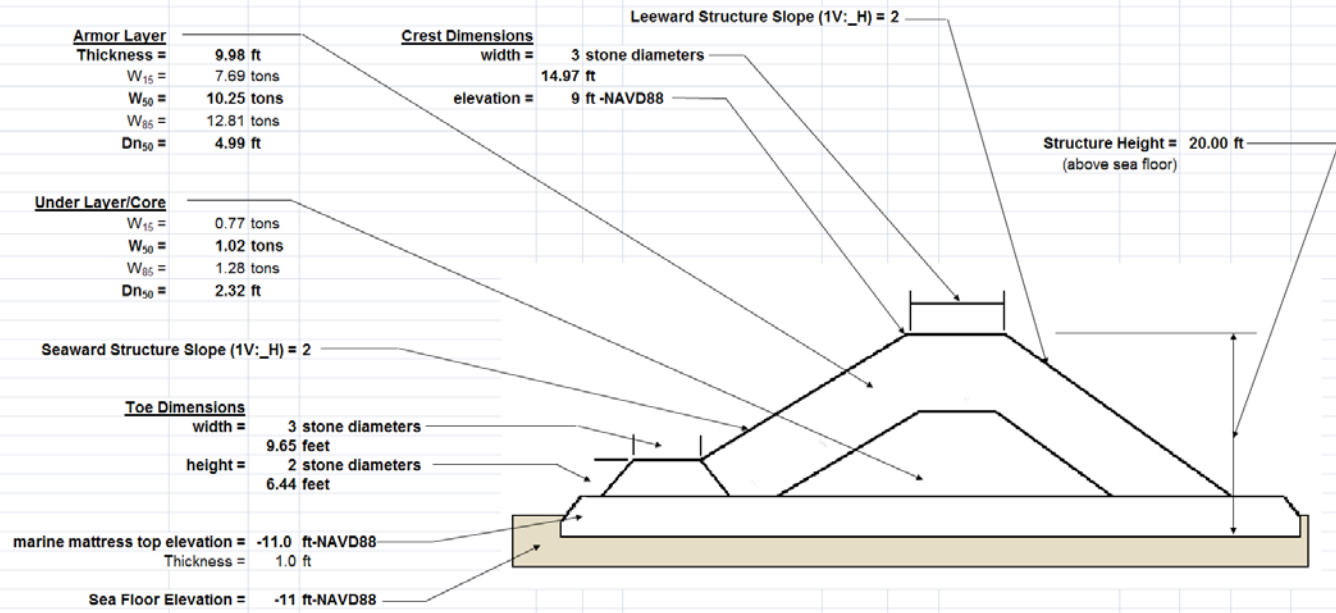 Leeward Structure Slope (1V:_H) = 2
Armor Layer
Thickness = 9.98 ft
W15 = 7.69 tons
W50 = 10.25 tons
W85 = 12.81 tons
Dn50 = 4.99 ft
Crest Dimensions
width = 3 stone diameters
14.97 ft
elevation = 9 ft -NAVD88
Structure Height = 20.00 ft
(above sea floor)
Under Layer/Core
W15 = 0.77 tons
W50 = 1.02 tons
W85 = 1.28 tons
Dn50 = 2.32 ft
Seaward Structure Slope (1V:_H) = 2
Toe Dimensions
width = 3 stone diameters
9.65 feet
height = 2 stone diameters
6.44 feet
marine mattress top elevation = -11.0 ft-NAVD88
Thickness = 1.0 ft
Sea Floor Elevation = -11 ft-NAVD88